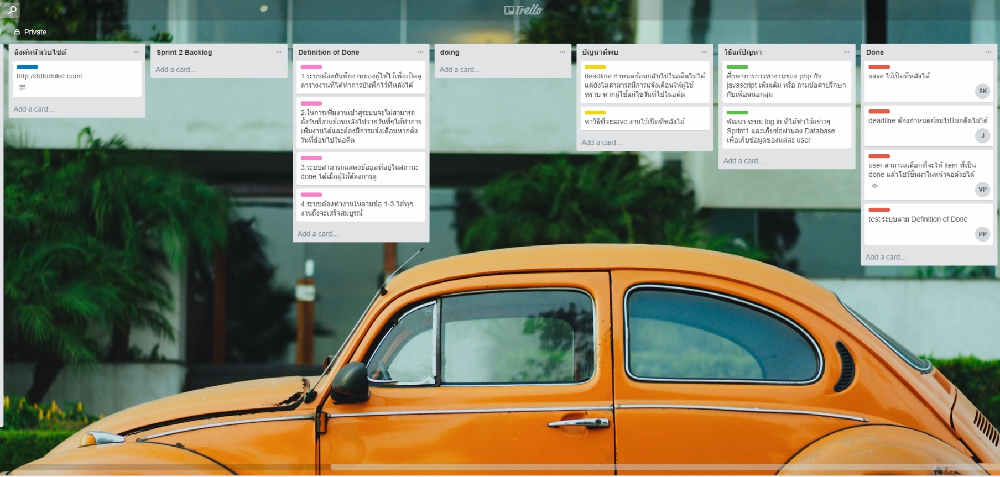 Trello
Private
ลิงค์หน้าเว็บไซต์
http://ddtodolist.com/
Add a card...
Sprint 2 Backlog
Add a card...
Definition of Done
1.ระบบต้องบันทึกงานของผู้ใช้ไว้เพื่อเปิดดู
ตารางงานที่ได้ทำการบันทึกไว้ทีหลังได้
2.ในการเพิ่มงานเข้าสู่ระบบจะไม่สามารถ
ตั้งวันที่งานย้อนหลังไปจากวันที่ๆได้ทำการ
เพิ่มงานได้และต้องมีการแจ้งเตือนหากตั้ง
วันที่ย้อนไปในอดีต
3.ระบบสามารถแสดงข้อมูลที่อยู่ในสถานะ
done ได้เมื่อผู้ใช้ต้องการดู
4.ระบบต้องทำงานในตามข้อ 1-3 ได้ทุก
งานถึงจะเสร็จสมบูรณ์
Add a card...
doing
Add a card...
ปัญหาที่พบ
deadline กำหนดย้อนกลับไปในอดีตไม่ได้
แต่ยังไม่สามารถมีการแจ้งเตือนให้ผู้ใช้
ทราบ หากผู้ใช้แก้ไขวันที่ไปในอดีต
หาวิธีที่จะsave งานไว้เปิดทีหลังได้
Add a card...
วิธีแก้ปัญหา
ศึกษาการการทำงานของ php กับ
javascript เพิ่มเติม หรือ ถามขอคำปรึกษา
กับเพื่อนนอกลุ่ม
พัฒนา ระบบ log in ที่ได้ทำไว้คร่าวๆ
Sprint1 และเก็บข้อผ่านลง Database
เพื่อเก็บข้อมูลของแต่ละ user
Add a card...
Done
save ไว้เปิดทีหลังได้
SK
deadline ต้องกำหนดย้อนไปในอดีตไม่ได้
J
user สามารถเลือกที่จะให้ item ที่เป็น
done แล้วโชว์ขึ้นมาในหน้าจอด้วยได้
VP
test ระบบตาม Definition of Done
PP
Add a card...